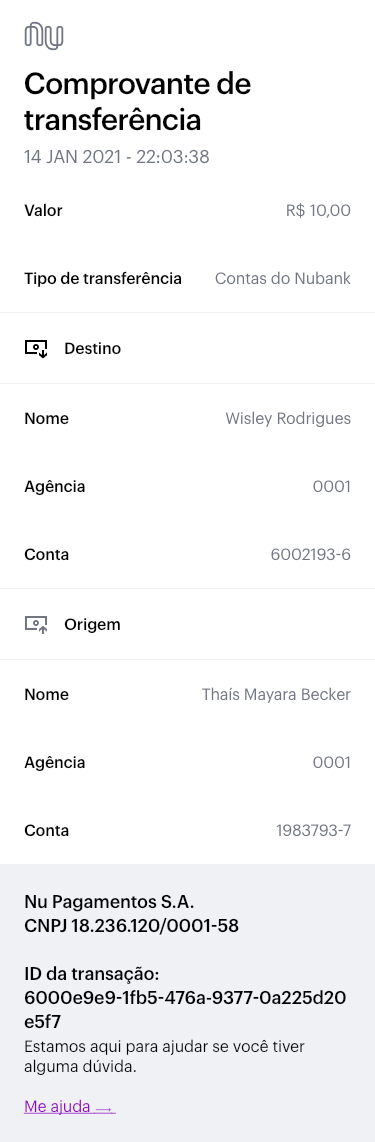 nu
Comprovante de
transferência
14 JAN 2021 - 22:03:38
Valor R$ 10,00
Tipo de transferência Contas do Nubank
Destino
Nome Wisley Rodrigues
Agência 0001
Conta 6002193-6
Origem
Nome Thaís Mayara Becker
Agência 0001
Conta 1983793-7
Nu Pagamentos S.A.
CNPJ 18.236.120/0001-58
ID da transação:
6000e9e9-1fb5-476a-9377-0a225d20
e5f7
Estamos aqui para ajudar se você tiver
alguma dúvida.
Me ajuda